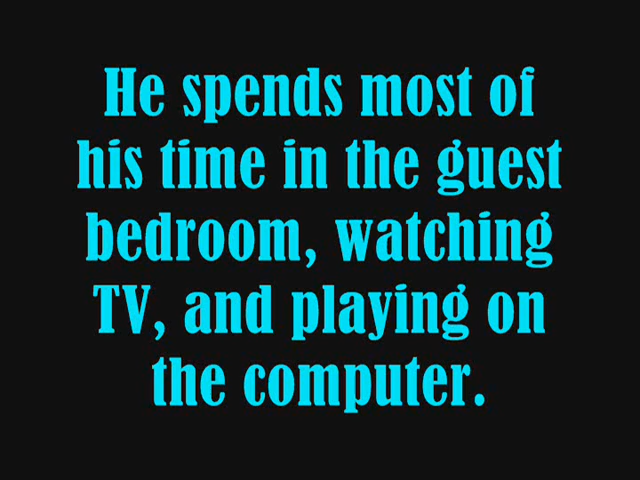 He spends most of
his time in the guest
bedroom, watching
TV, and playing on
the computer.